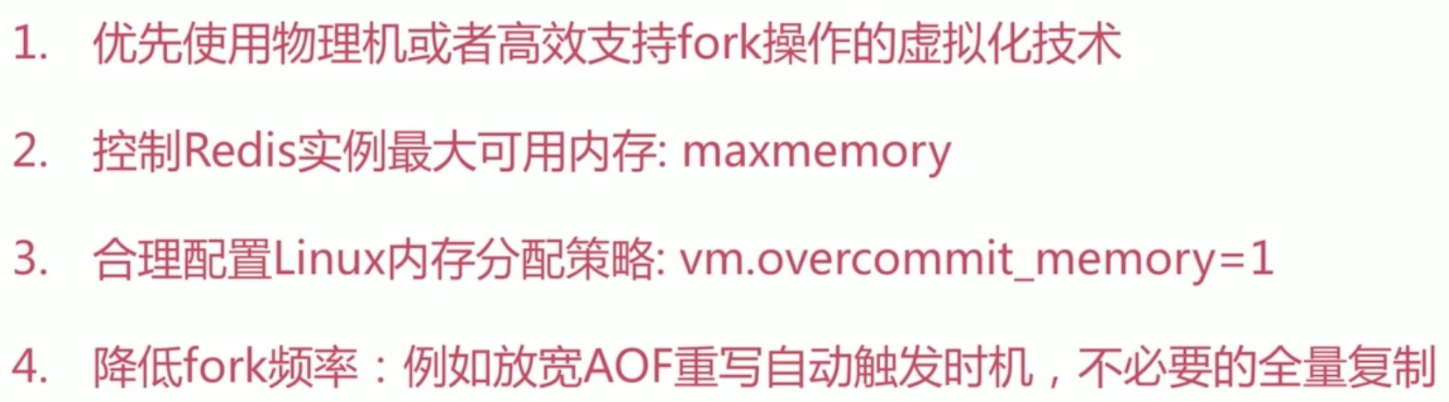 1. 优先使用物理机或者高效支持fork操作的虚拟化技术
2. 控制Redis实例最大可用内存: maxmemory
3. 合理配置Linux内存分配策略: vm.overcommit_memory=1
4. 降低fork频率：例如放宽AOF重写自动触发时机，不必要的全量复制